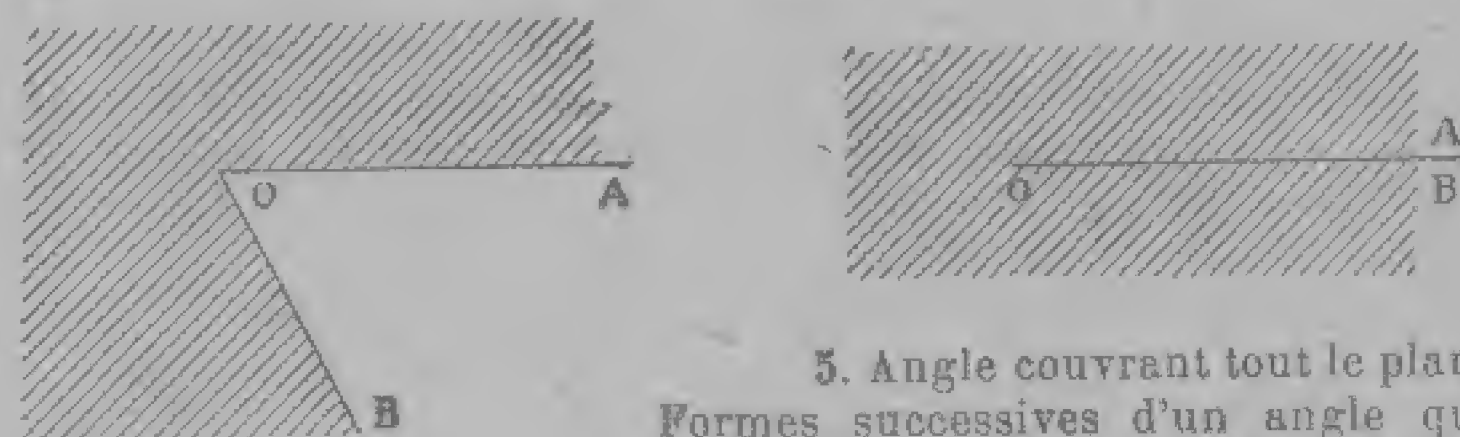 O
A
B
A
O
B
5. Angle couvrant tout le plan
Formes successives d'un angle qu